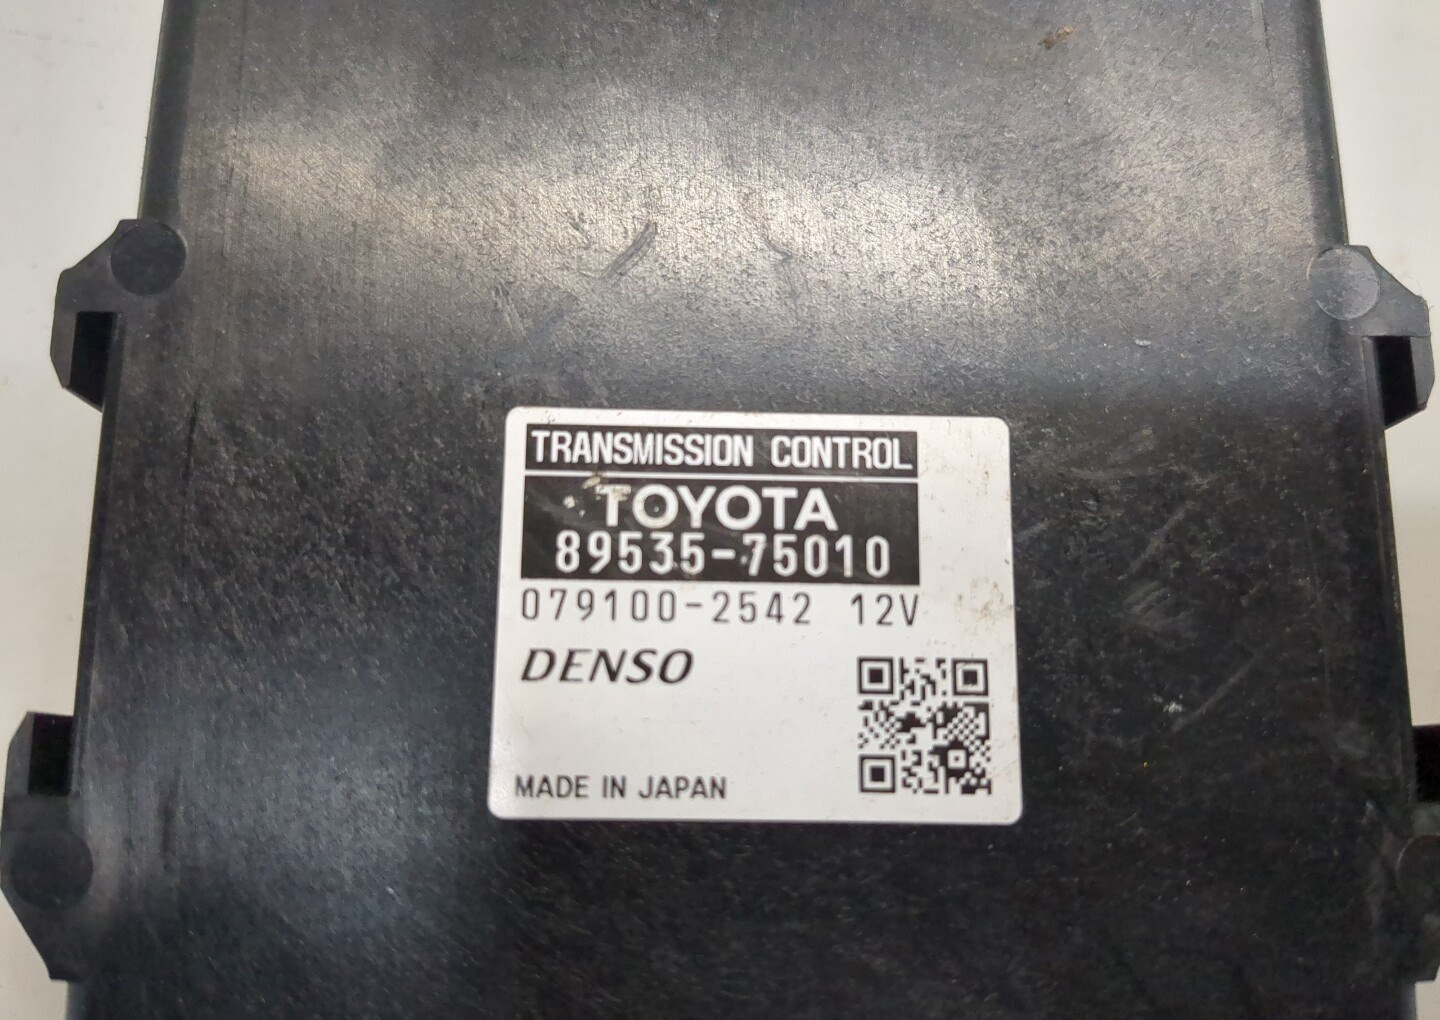 TRANSMISSION CONTROL
TOYOTA
89535-75010
079100-2542 12V
DENSO
MADE IN JAPAN